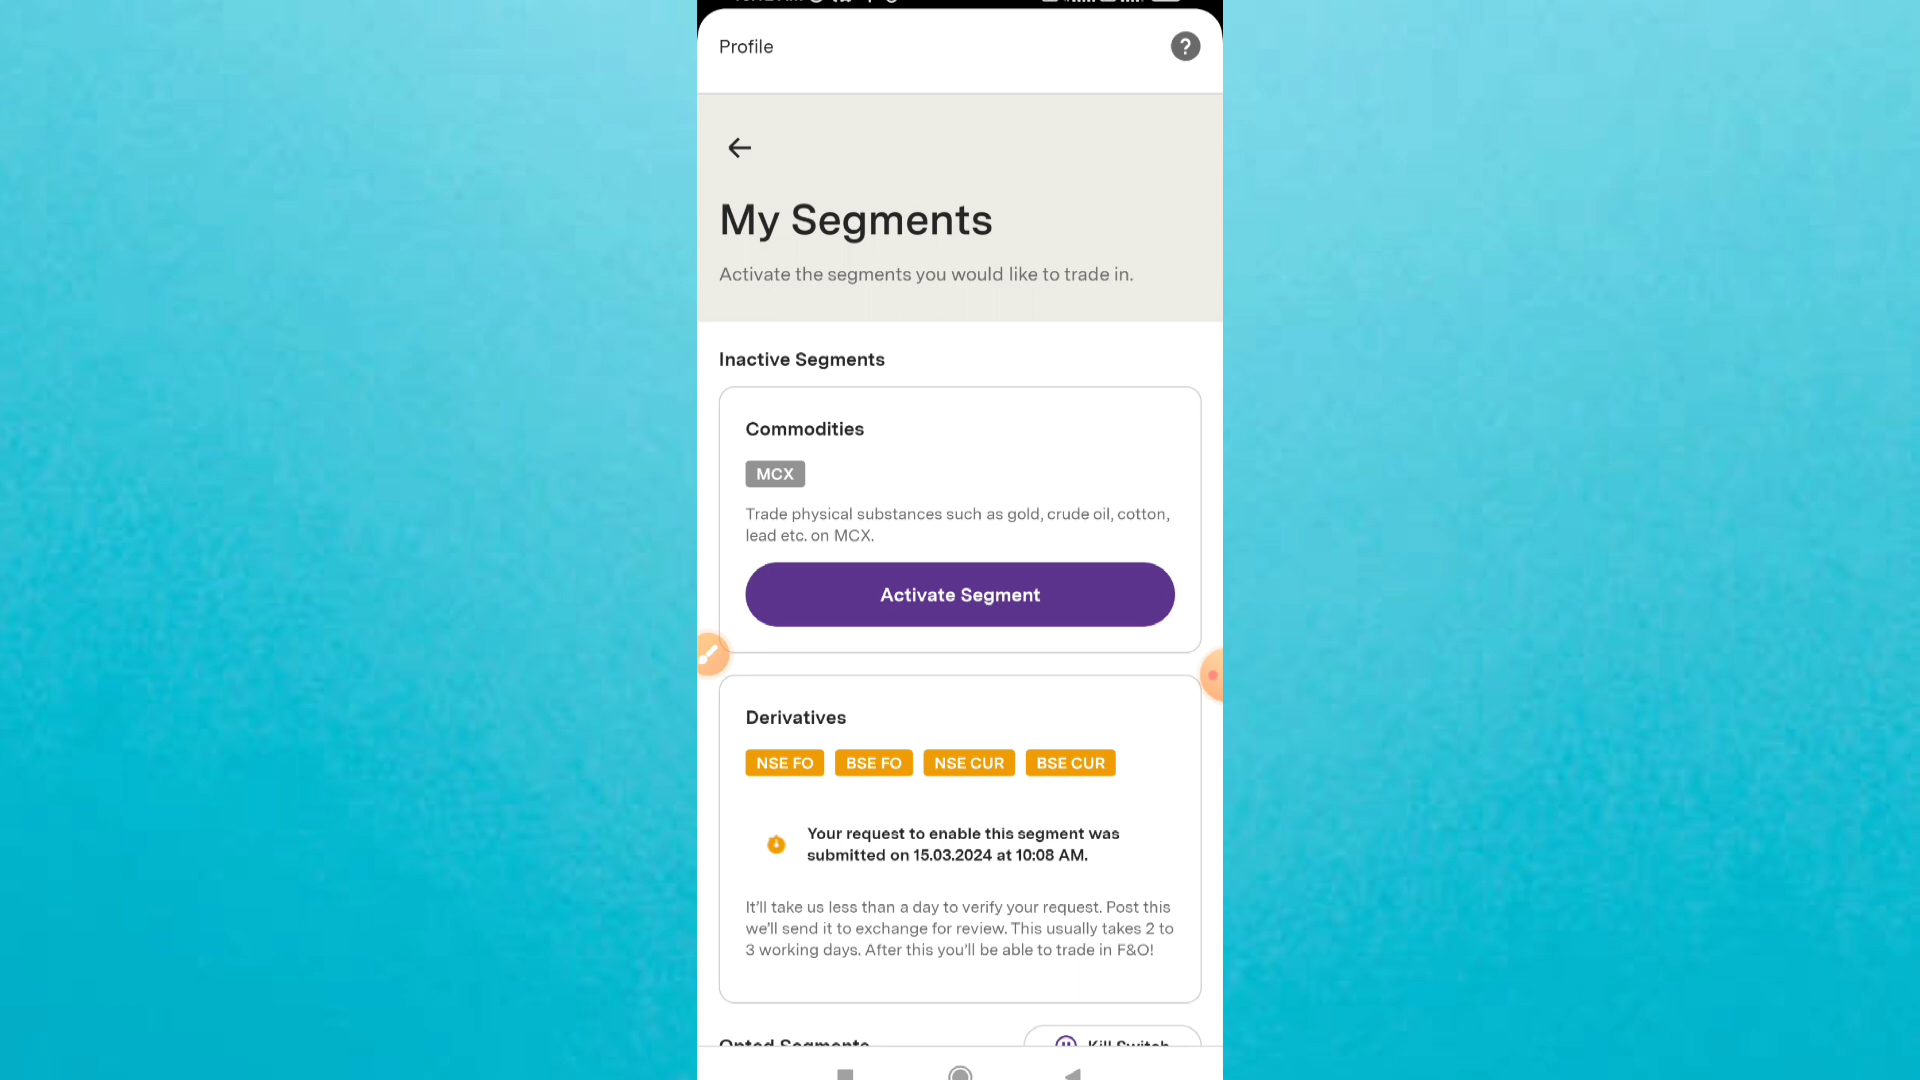 Profile
?
My Segments
Activate the segments you would like to trade in.
Inactive Segments
Commodities
MCX
Trade physical substances such as gold, crude oil, cotton,
lead etc. on MCX.
Activate Segment
Derivatives
NSE FO BSE FO NSE CUR BSE CUR
Your request to enable this segment was
submitted on 15.03.2024 at 10:08 AM.
It'll take us less than a day to verify your request. Post this
we'll send it to exchange for review. This usually takes 2 to
3 working days. After this you'll be able to trade in F&O!
Opted Segments Kill Switch